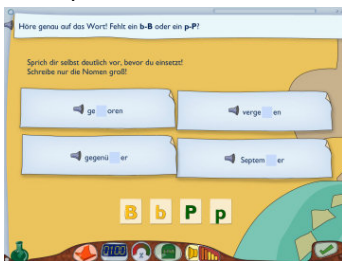 Höre genau auf das Wort! Fehlt ein b-B oder ein p-P?
Sprich dir selbst deutlich vor, bevor du einsetzt!
Schreibe nur die Nomen groß!
ge oren
verge en
gegenü er
Septem er
B b P p